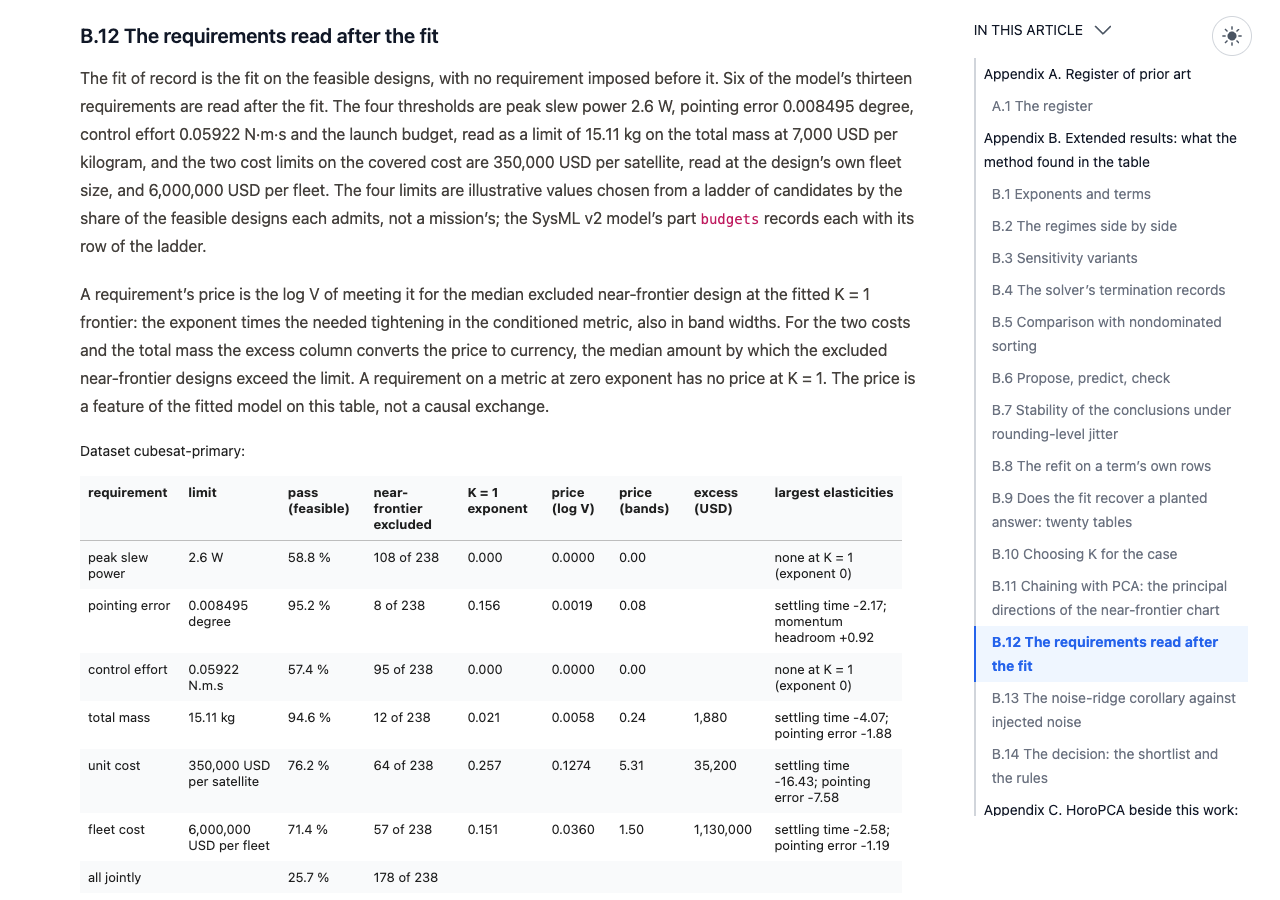 B.12 The requirements read after the fit
The fit of record is the fit on the feasible designs, with no requirement imposed before it. Six of the model's thirteen
requirements are read after the fit. The four thresholds are peak slew power 2.6 W, pointing error 0.008495 degree,
control effort 0.05922 N·m·s and the launch budget, read as a limit of 15.11 kg on the total mass at 7,000 USD per
kilogram, and the two cost limits on the covered cost are 350,000 USD per satellite, read at the design's own fleet
size, and 6,000,000 USD per fleet. The four limits are illustrative values chosen from a ladder of candidates by the
share of the feasible designs each admits, not a mission's; the SysML v2 model's part budgets records each with its
row of the ladder.
A requirement's price is the log V of meeting it for the median excluded near-frontier design at the fitted K = 1
frontier: the exponent times the needed tightening in the conditioned metric, also in band widths. For the two costs
and the total mass the excess column converts the price to currency, the median amount by which the excluded
near-frontier designs exceed the limit. A requirement on a metric at zero exponent has no price at K = 1. The price is
a feature of the fitted model on this table, not a causal exchange.
Dataset cubesat-primary:
requirement limit pass (feasible) near-frontier excluded K = 1 exponent price (log V) price (bands) excess (USD) largest elasticities
peak slew power 2.6 W 58.8 % 108 of 238 0.000 0.0000 0.00 none at K = 1 (exponent 0)
pointing error 0.008495 degree 95.2 % 8 of 238 0.156 0.0019 0.08 settling time -2.17; momentum headroom +0.92
control effort 0.05922 N.m.s 57.4 % 95 of 238 0.000 0.0000 0.00 none at K = 1 (exponent 0)
total mass 15.11 kg 94.6 % 12 of 238 0.021 0.0058 0.24 1,880 settling time -4.07; pointing error -1.88
unit cost 350,000 USD per satellite 76.2 % 64 of 238 0.257 0.1274 5.31 35,200 settling time -16.43; pointing error -7.58
fleet cost 6,000,000 USD per fleet 71.4 % 57 of 238 0.151 0.0360 1.50 1,130,000 settling time -2.58; pointing error -1.19
all jointly 25.7 % 178 of 238
IN THIS ARTICLE
Appendix A. Register of prior art
A.1 The register
Appendix B. Extended results: what the
method found in the table
B.1 Exponents and terms
B.2 The regimes side by side
B.3 Sensitivity variants
B.4 The solver's termination records
B.5 Comparison with nondominated
sorting
B.6 Propose, predict, check
B.7 Stability of the conclusions under
rounding-level jitter
B.8 The refit on a term's own rows
B.9 Does the fit recover a planted
answer: twenty tables
B.10 Choosing K for the case
B.11 Chaining with PCA: the principal
directions of the near-frontier chart
B.12 The requirements read after
the fit
B.13 The noise-ridge corollary against
injected noise
B.14 The decision: the shortlist and
the rules
Appendix C. HoroPCA beside this work: